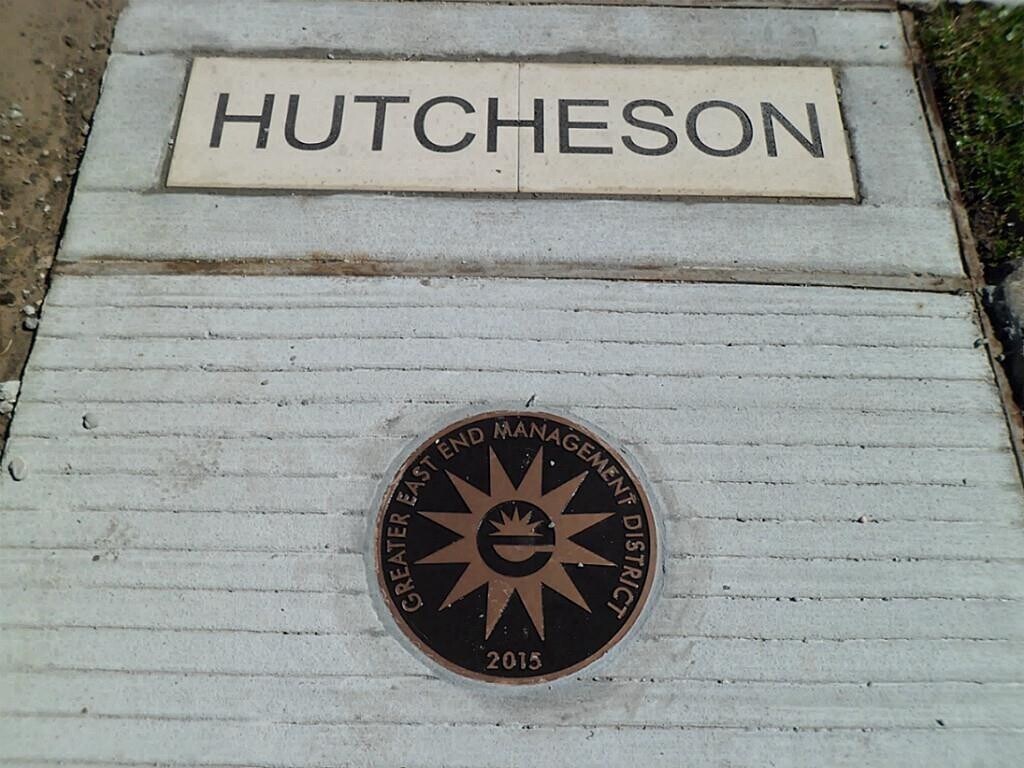 HUTCHESON
GREATER EAST END MANAGEMENT DISTRICT
e
2015